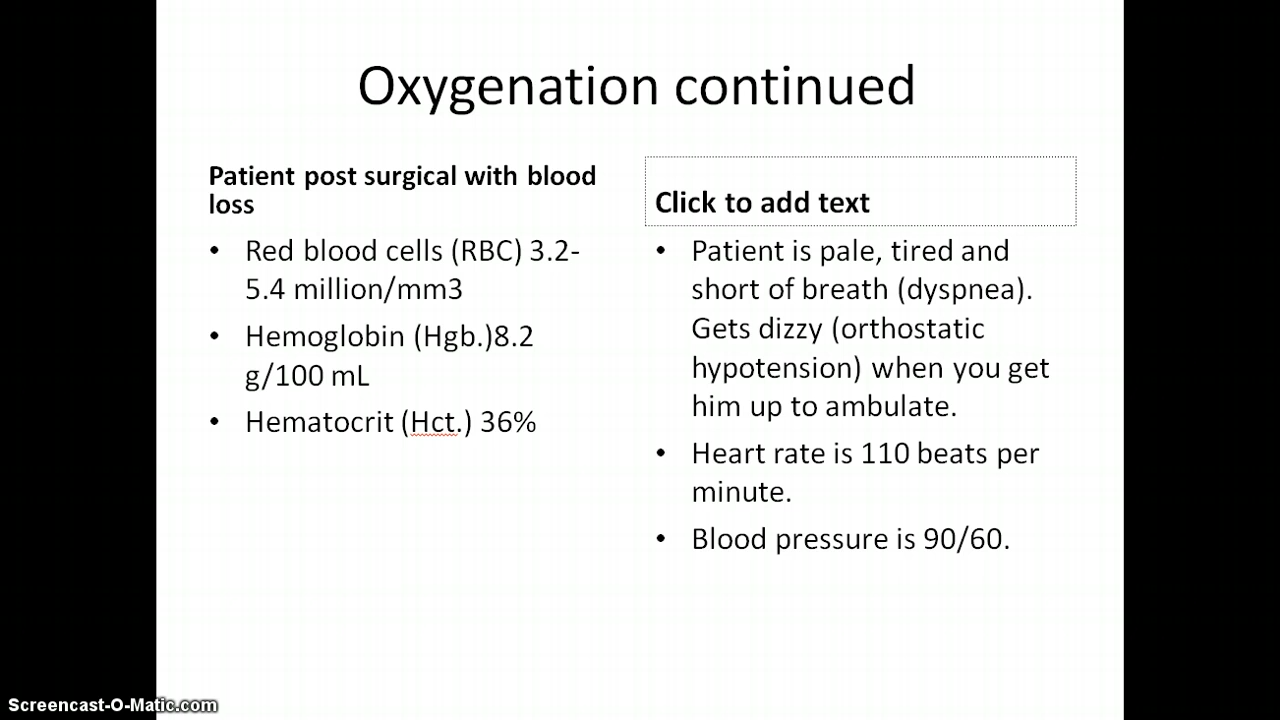 Oxygenation continued
Patient post surgical with blood
loss
• Red blood cells (RBC) 3.2-
5.4 million/mm3
• Hemoglobin (Hgb.)8.2
g/100 mL
• Hematocrit (Hct.) 36%
Click to add text
• Patient is pale, tired and
short of breath (dyspnea).
Gets dizzy (orthostatic
hypotension) when you get
him up to ambulate.
• Heart rate is 110 beats per
minute.
• Blood pressure is 90/60.
Screencast-O-Matic.com